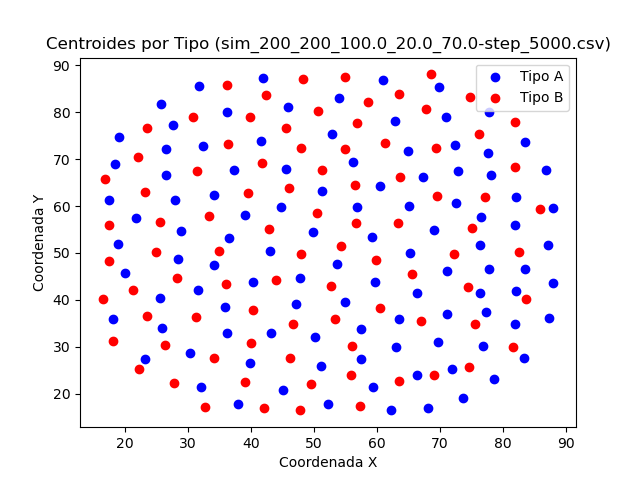 Centroides por Tipo (sim_200_200_100.0_20.0_70.0-step_5000.csv)
Tipo A
Tipo B
Coordenada Y
90
80
70
60
50
40
30
20
20 30 40 50 60 70 80 90
Coordenada X